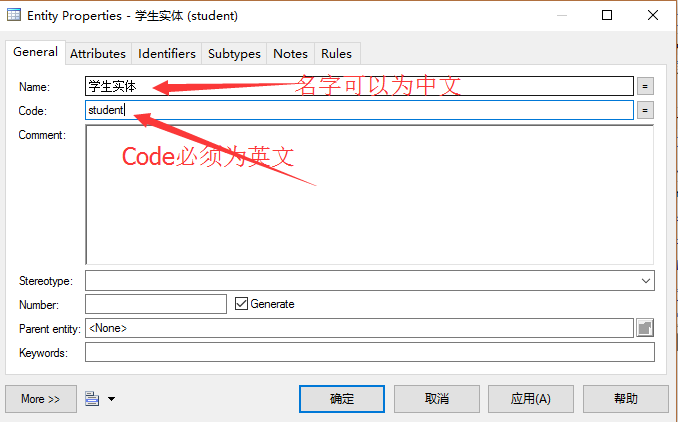 Entity Properties - 学生实体 (student)
General Attributes Identifiers Subtypes Notes Rules
Name: 学生实体 = 名字可以为中文
Code: student =
Comment:
Code必须为英文
Stereotype:
Number: Generate
Parent entity: <None>
Keywords:
More >> 确定 取消 应用(A) 帮助